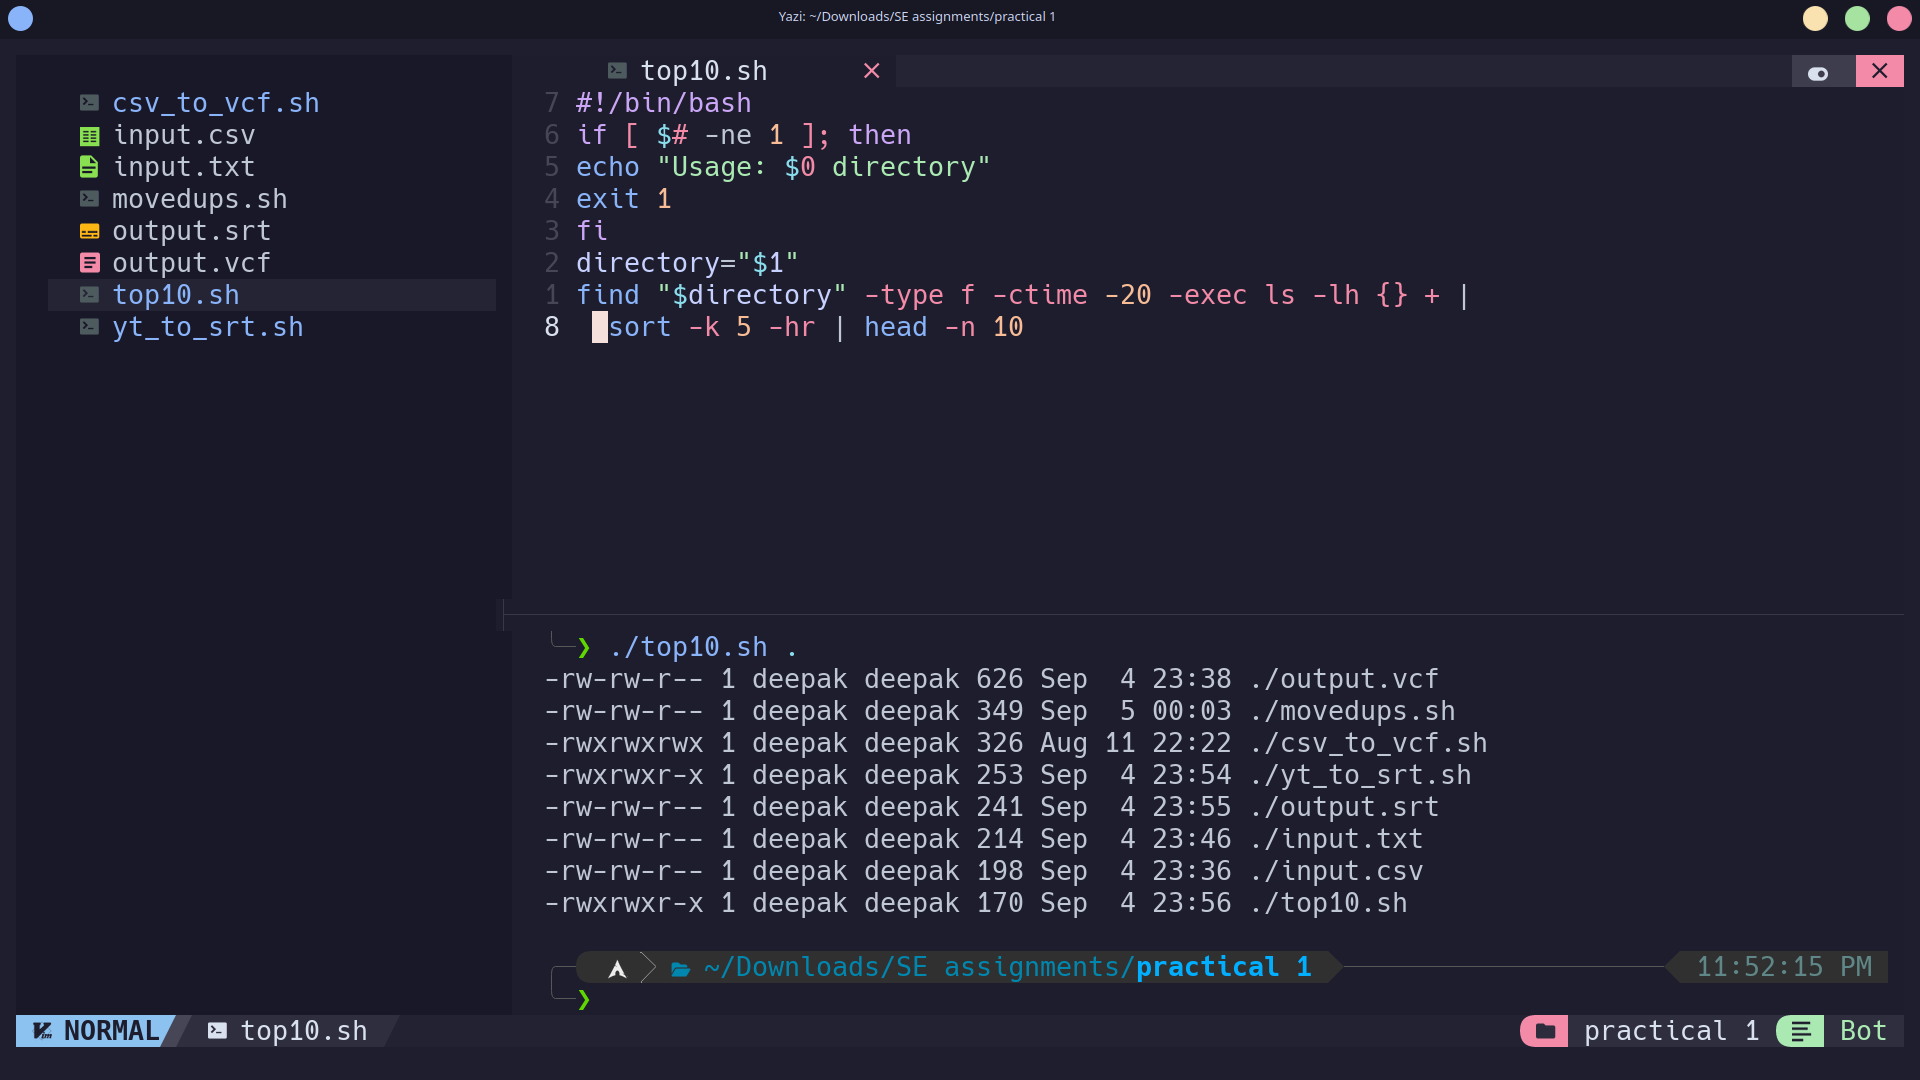 Yazi: ~/Downloads/SE assignments/practical 1
csv_to_vcf.sh
input.csv
input.txt
movedups.sh
output.srt
output.vcf
top10.sh
yt_to_srt.sh
top10.sh
7 #!/bin/bash
6 if [ $# -ne 1 ]; then
5 echo "Usage: $0 directory"
4 exit 1
3 fi
2 directory="$1"
1 find "$directory" -type f -ctime -20 -exec ls -lh {} + |
8 sort -k 5 -hr | head -n 10
❯ ./top10.sh .
-rw-rw-r-- 1 deepak deepak 626 Sep  4 23:38 ./output.vcf
-rw-rw-r-- 1 deepak deepak 349 Sep  5 00:03 ./movedups.sh
-rwxrwxrwx 1 deepak deepak 326 Aug 11 22:22 ./csv_to_vcf.sh
-rwxrwxr-x 1 deepak deepak 253 Sep  4 23:54 ./yt_to_srt.sh
-rw-rw-r-- 1 deepak deepak 241 Sep  4 23:55 ./output.srt
-rw-rw-r-- 1 deepak deepak 214 Sep  4 23:46 ./input.txt
-rw-rw-r-- 1 deepak deepak 198 Sep  4 23:36 ./input.csv
-rwxrwxr-x 1 deepak deepak 170 Sep  4 23:56 ./top10.sh
~/Downloads/SE assignments/practical 1 11:52:15 PM
❯
NORMAL top10.sh practical 1 Bot